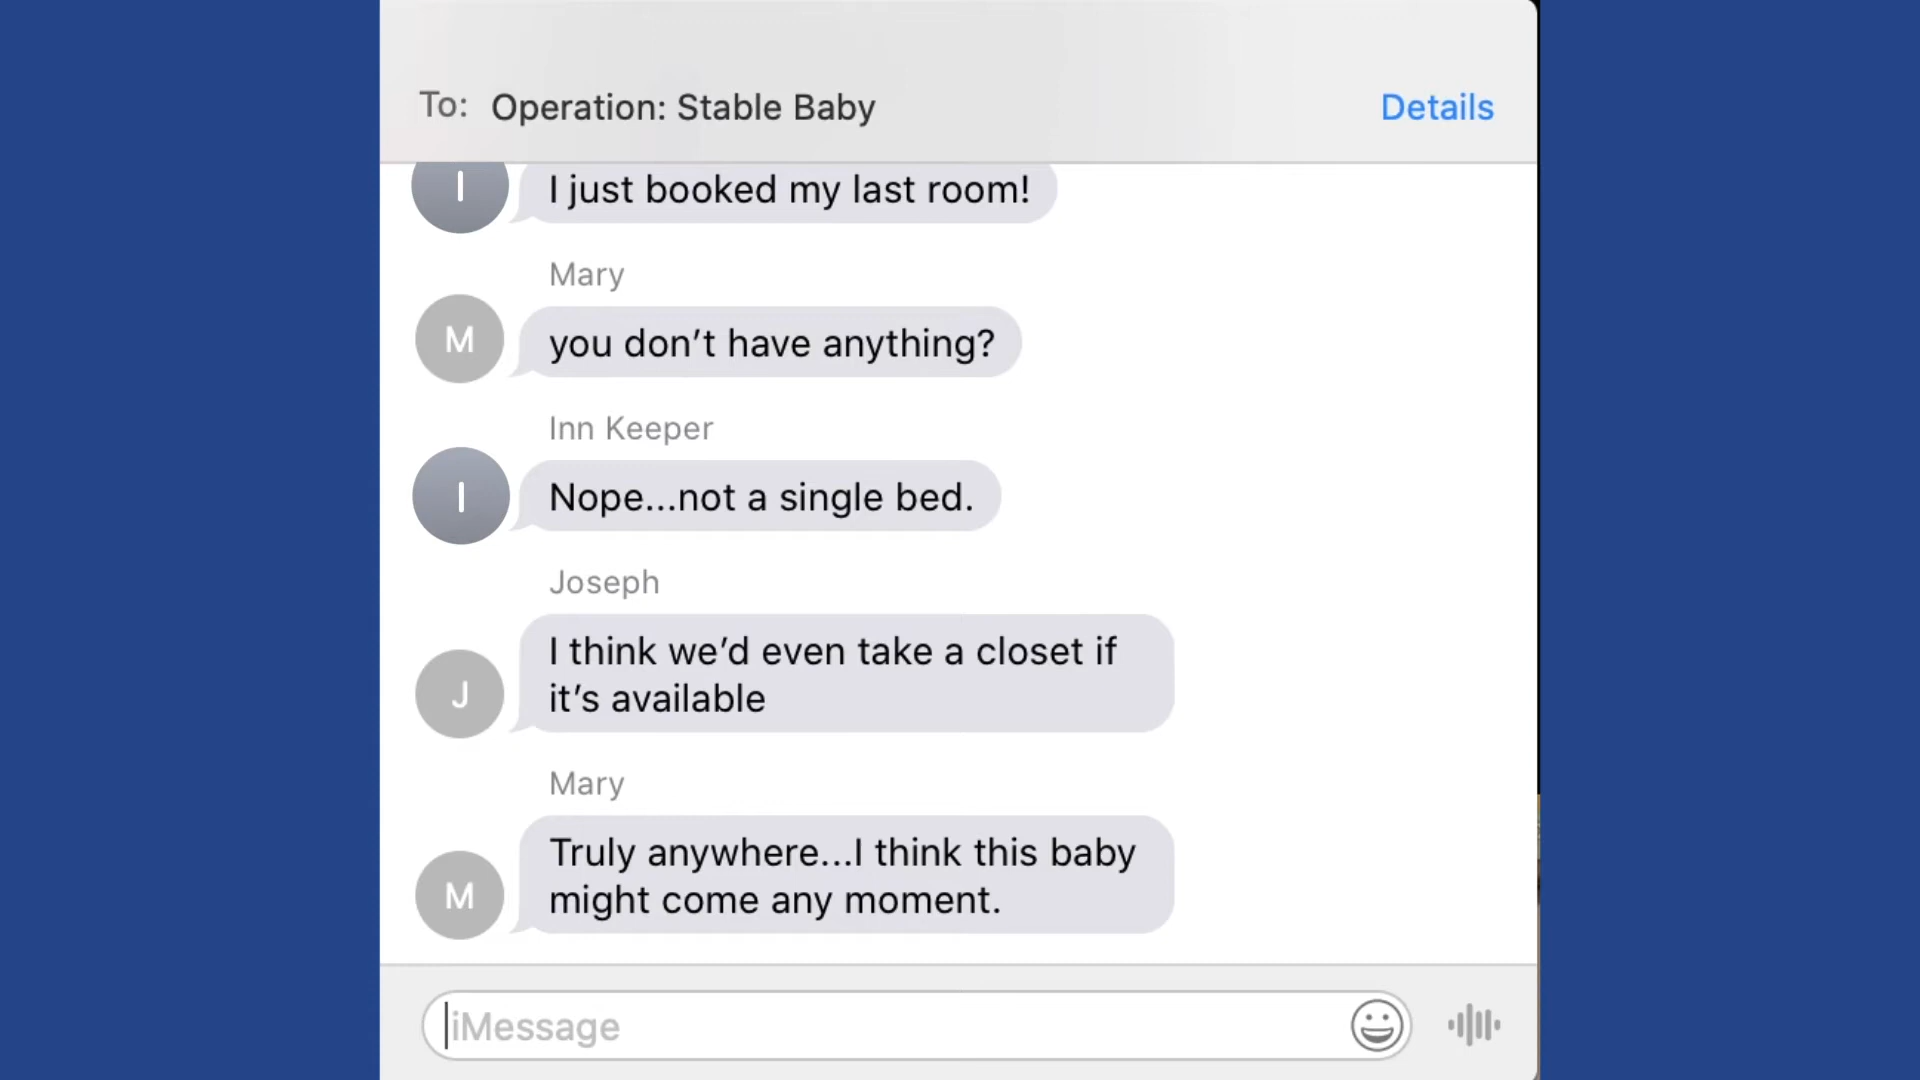 To: Operation: Stable Baby Details
I I just booked my last room!
Mary
M you don’t have anything?
Inn Keeper
I Nope...not a single bed.
Joseph
I think we’d even take a closet if
J it’s available
Mary
Truly anywhere...I think this baby
M might come any moment.
iMessage